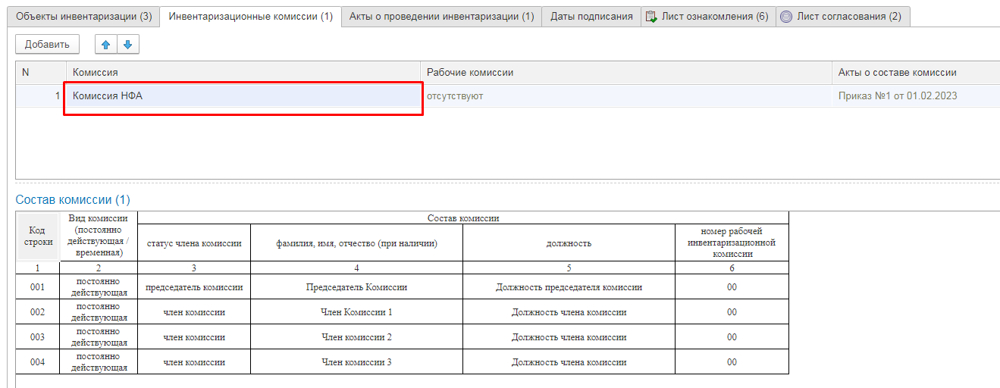 Объекты инвентаризации (3) Инвентаризационные комиссии (1) Акты о проведении инвентаризации (1) Даты подписания Лист ознакомления (6) Лист согласования (2)
Добавить
N Комиссия Рабочие комиссии Акты о составе комиссии
1 Комиссия НФА отсутствуют Приказ №1 от 01.02.2023
Состав комиссии (1)
Код строки
Вид комиссии
(постоянно
действующая /
временная)
Состав комиссии
статус члена комиссии фамилия, имя, отчество (при наличии) должность
номер рабочей
инвентаризационной
комиссии
1 2 3 4 5 6
001 постоянно действующая председатель комиссии Председатель Комиссии Должность председателя комиссии 00
002 постоянно действующая член комиссии Член Комиссии 1 Должность члена комиссии 00
003 постоянно действующая член комиссии Член комиссии 2 Должность члена комиссии 00
004 постоянно действующая член комиссии Член комиссии 3 Должность члена комиссии 00